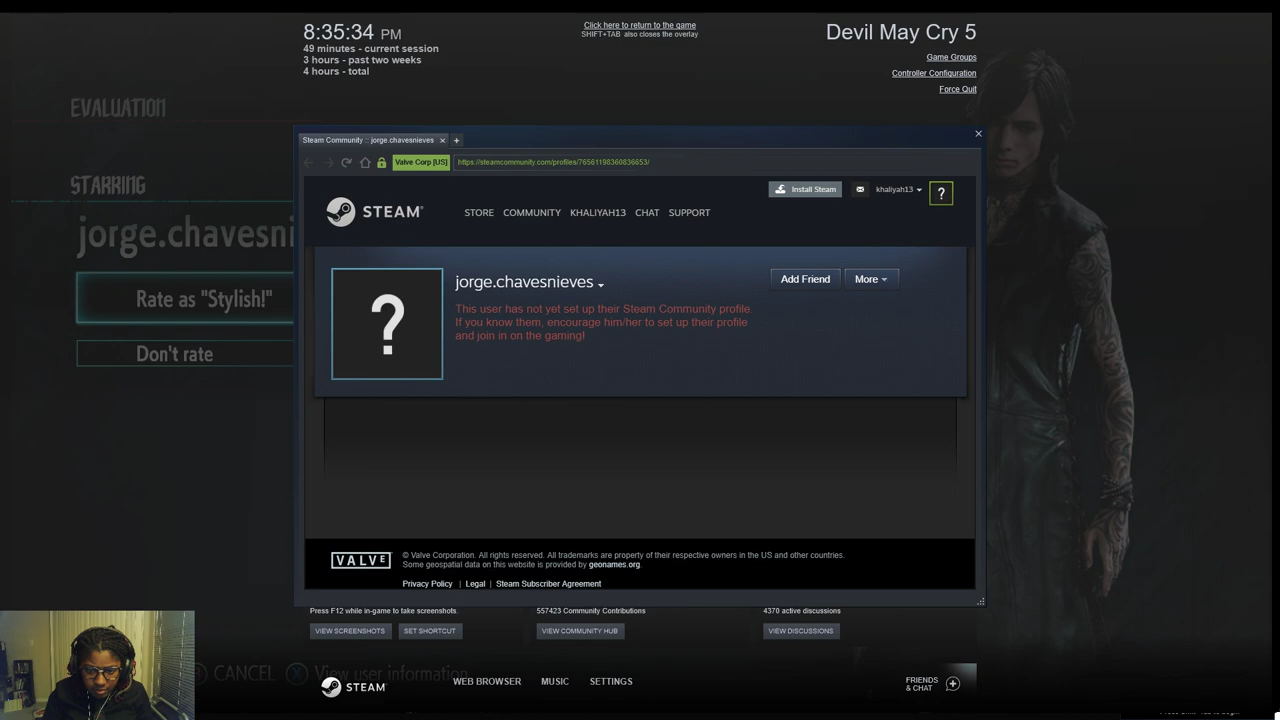 8:35:34 PM
49 minutes - current session
3 hours - past two weeks
4 hours - total
Click here to return to the game
SHIFT+TAB also closes the overlay
Devil May Cry 5
Game Groups
Controller Configuration
Force Quit
EVALUATION
STARRING
jorge.chavesni
Rate as "Stylish!"
Don't rate
Steam Community :: jorge.chavesnieves
Valve Corp [US]
https://steamcommunity.com/profiles/76561198360836653/
Install Steam
khaliyah13
?
STEAM
STORE COMMUNITY KHALIYAH13 CHAT SUPPORT
?
jorge.chavesnieves
Add Friend
More
This user has not yet set up their Steam Community profile.
If you know them, encourage him/her to set up their profile
and join in on the gaming!
VALVE
© Valve Corporation. All rights reserved. All trademarks are property of their respective owners in the US and other countries.
Some geospatial data on this website is provided by geonames.org.
Privacy Policy | Legal | Steam Subscriber Agreement
Press F12 while in-game to take screenshots.
557423 Community Contributions
4370 active discussions
VIEW SCREENSHOTS
SET SHORTCUT
VIEW COMMUNITY HUB
VIEW DISCUSSIONS
CANCEL
X View user information
STEAM
WEB BROWSER MUSIC SETTINGS
FRIENDS
& CHAT